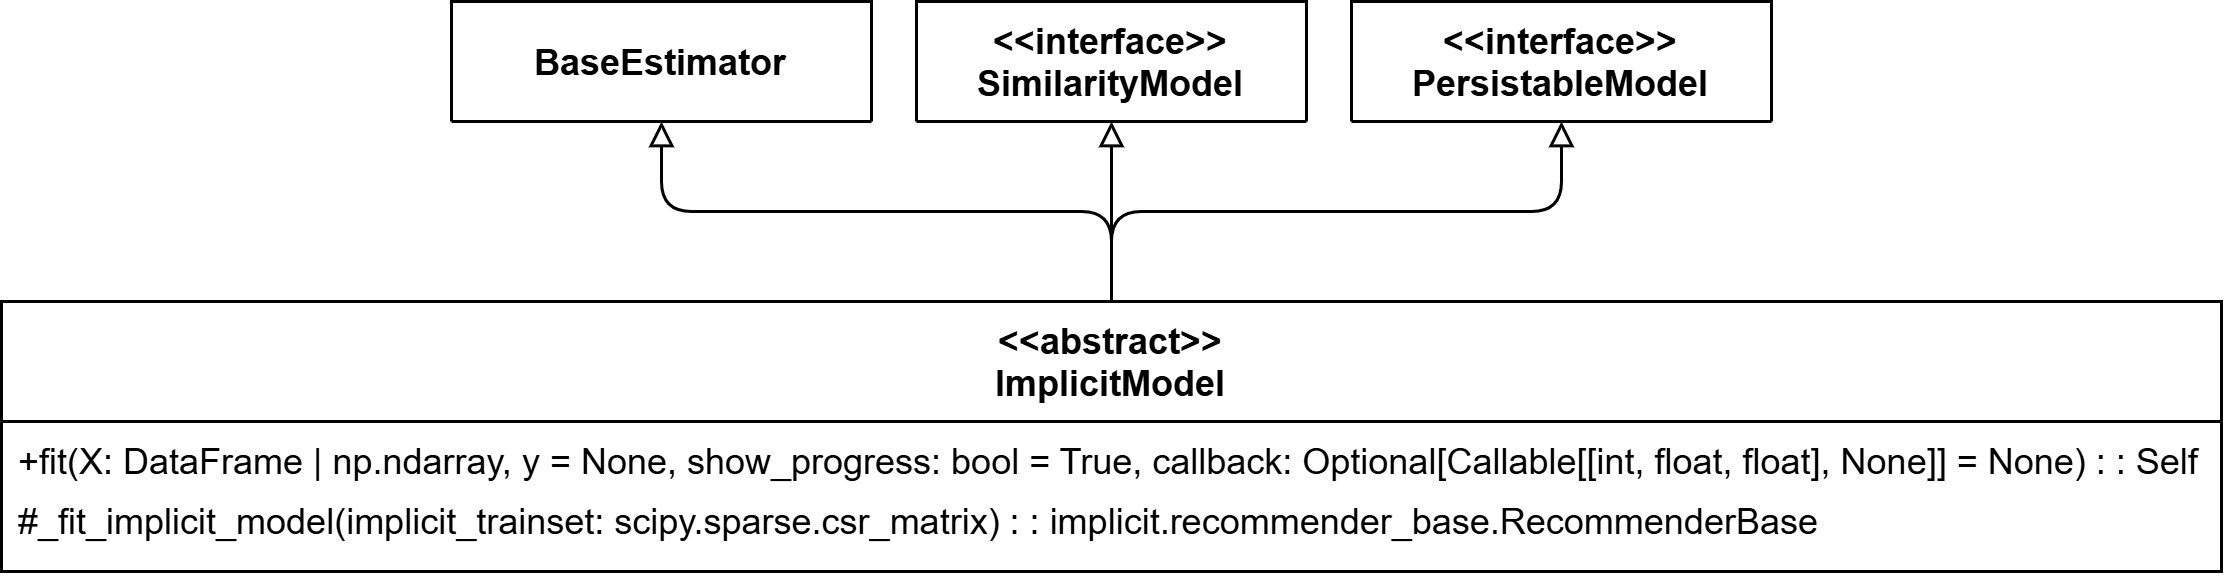 BaseEstimator
<<interface>>
SimilarityModel
<<interface>>
PersistableModel
<<abstract>>
ImplicitModel
+fit(X: DataFrame | np.ndarray, y = None, show_progress: bool = True, callback: Optional[Callable[[int, float, float], None]] = None) : : Self
#_fit_implicit_model(implicit_trainset: scipy.sparse.csr_matrix) : : implicit.recommender_base.RecommenderBase